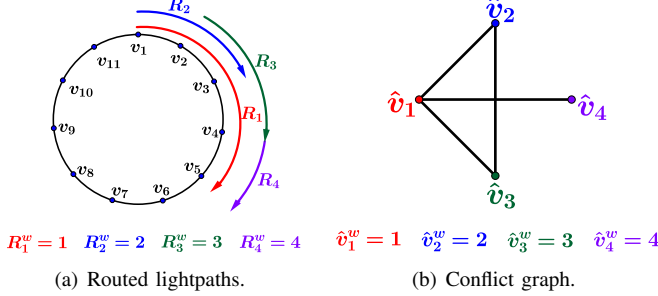 R₂
R₃
R₁
R₄
v₁
v₂
v₃
v₄
v₅
v₆
v₇
v₈
v₉
v₁₀
v₁₁
R₁ʷ = 1 R₂ʷ = 2 R₃ʷ = 3 R₄ʷ = 4
(a) Routed lightpaths.
v̂₂
v̂₁
v̂₄
v̂₃
v̂₁ʷ = 1 v̂₂ʷ = 2 v̂₃ʷ = 3 v̂₄ʷ = 4
(b) Conflict graph.